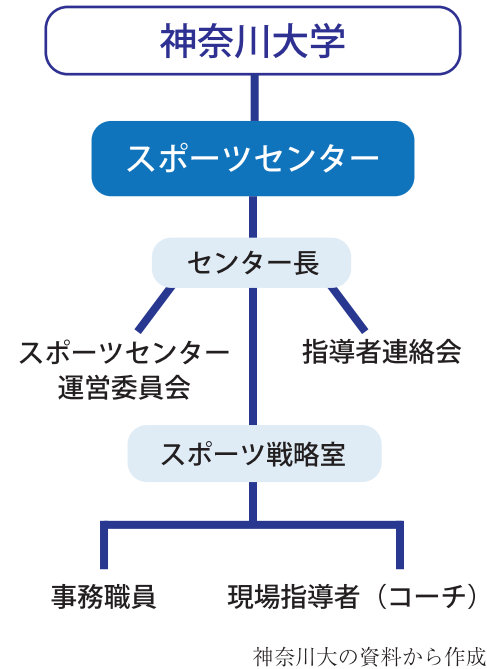 神奈川大学
スポーツセンター
センター長
スポーツセンター
運営委員会
指導者連絡会
スポーツ戦略室
事務職員
現場指導者（コーチ）
神奈川大の資料から作成